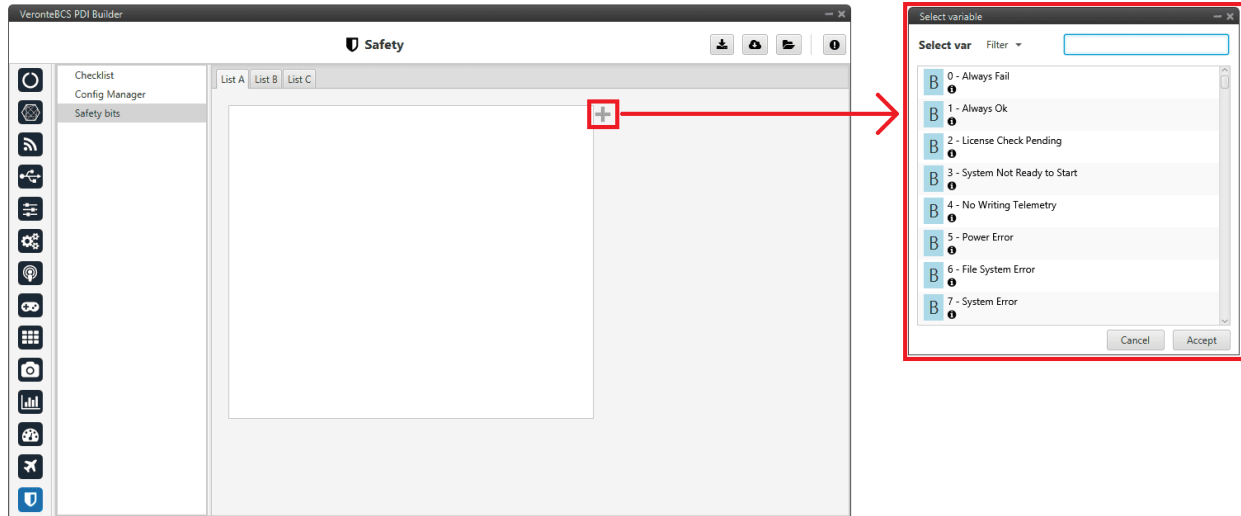 VeronteBCS PDI Builder
Safety
Checklist
Config Manager
Safety bits
List A
List B
List C
Select variable
Select var
Filter
B
0 - Always Fail
B
1 - Always Ok
B
2 - License Check Pending
B
3 - System Not Ready to Start
B
4 - No Writing Telemetry
B
5 - Power Error
B
6 - File System Error
B
7 - System Error
Cancel
Accept